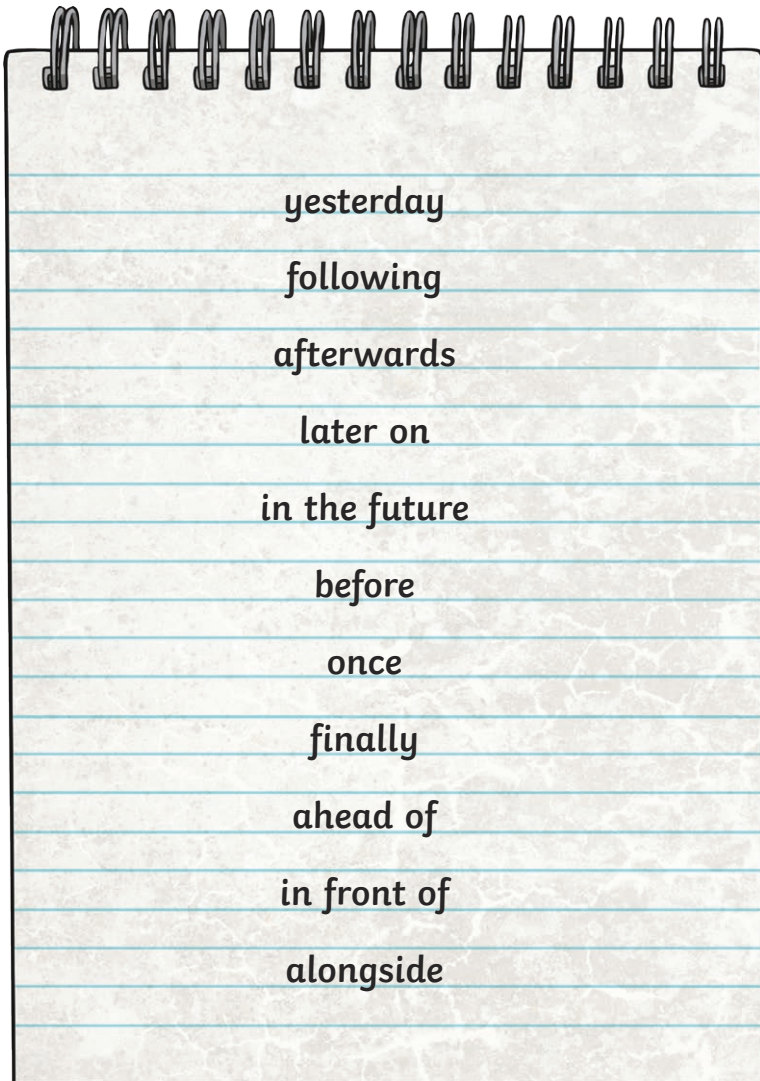 yesterday
following
afterwards
later on
in the future
before
once
finally
ahead of
in front of
alongside